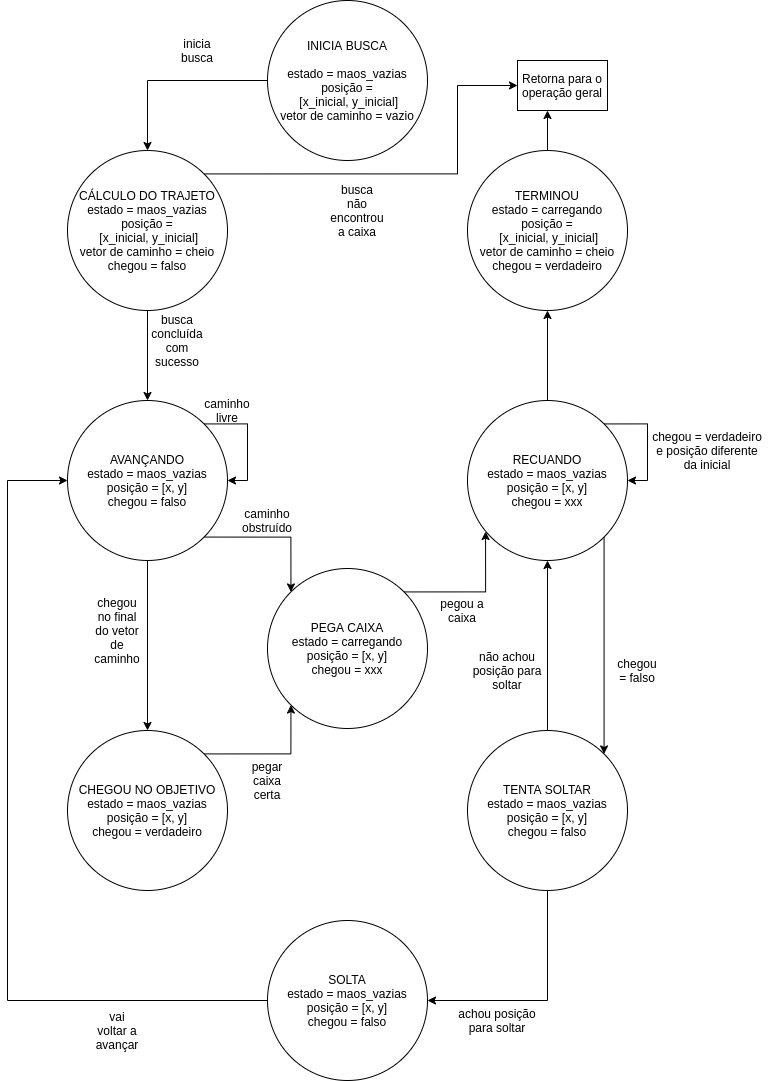 INICIA BUSCA
estado = maos_vazias
posição =
[x_inicial, y_inicial]
vetor de caminho = vazio
inicia
busca
Retorna para o
operação geral
CÁLCULO DO TRAJETO
estado = maos_vazias
posição =
[x_inicial, y_inicial]
vetor de caminho = cheio
chegou = falso
busca
não
encontrou
a caixa
TERMINOU
estado = carregando
posição =
[x_inicial, y_inicial]
vetor de caminho = cheio
chegou = verdadeiro
busca
concluída
com
sucesso
caminho
livre
AVANÇANDO
estado = maos_vazias
posição = [x, y]
chegou = falso
RECUANDO
estado = maos_vazias
posição = [x, y]
chegou = xxx
chegou = verdadeiro
e posição diferente
da inicial
caminho
obstruído
chegou
no final
do vetor
de
caminho
PEGA CAIXA
estado = carregando
posição = [x, y]
chegou = xxx
pegou a
caixa
não achou
posição para
soltar
chegou
= falso
CHEGOU NO OBJETIVO
estado = maos_vazias
posição = [x, y]
chegou = verdadeiro
pegar
caixa
certa
TENTA SOLTAR
estado = maos_vazias
posição = [x, y]
chegou = falso
SOLTA
estado = maos_vazias
posição = [x, y]
chegou = falso
achou posição
para soltar
vai
voltar a
avançar